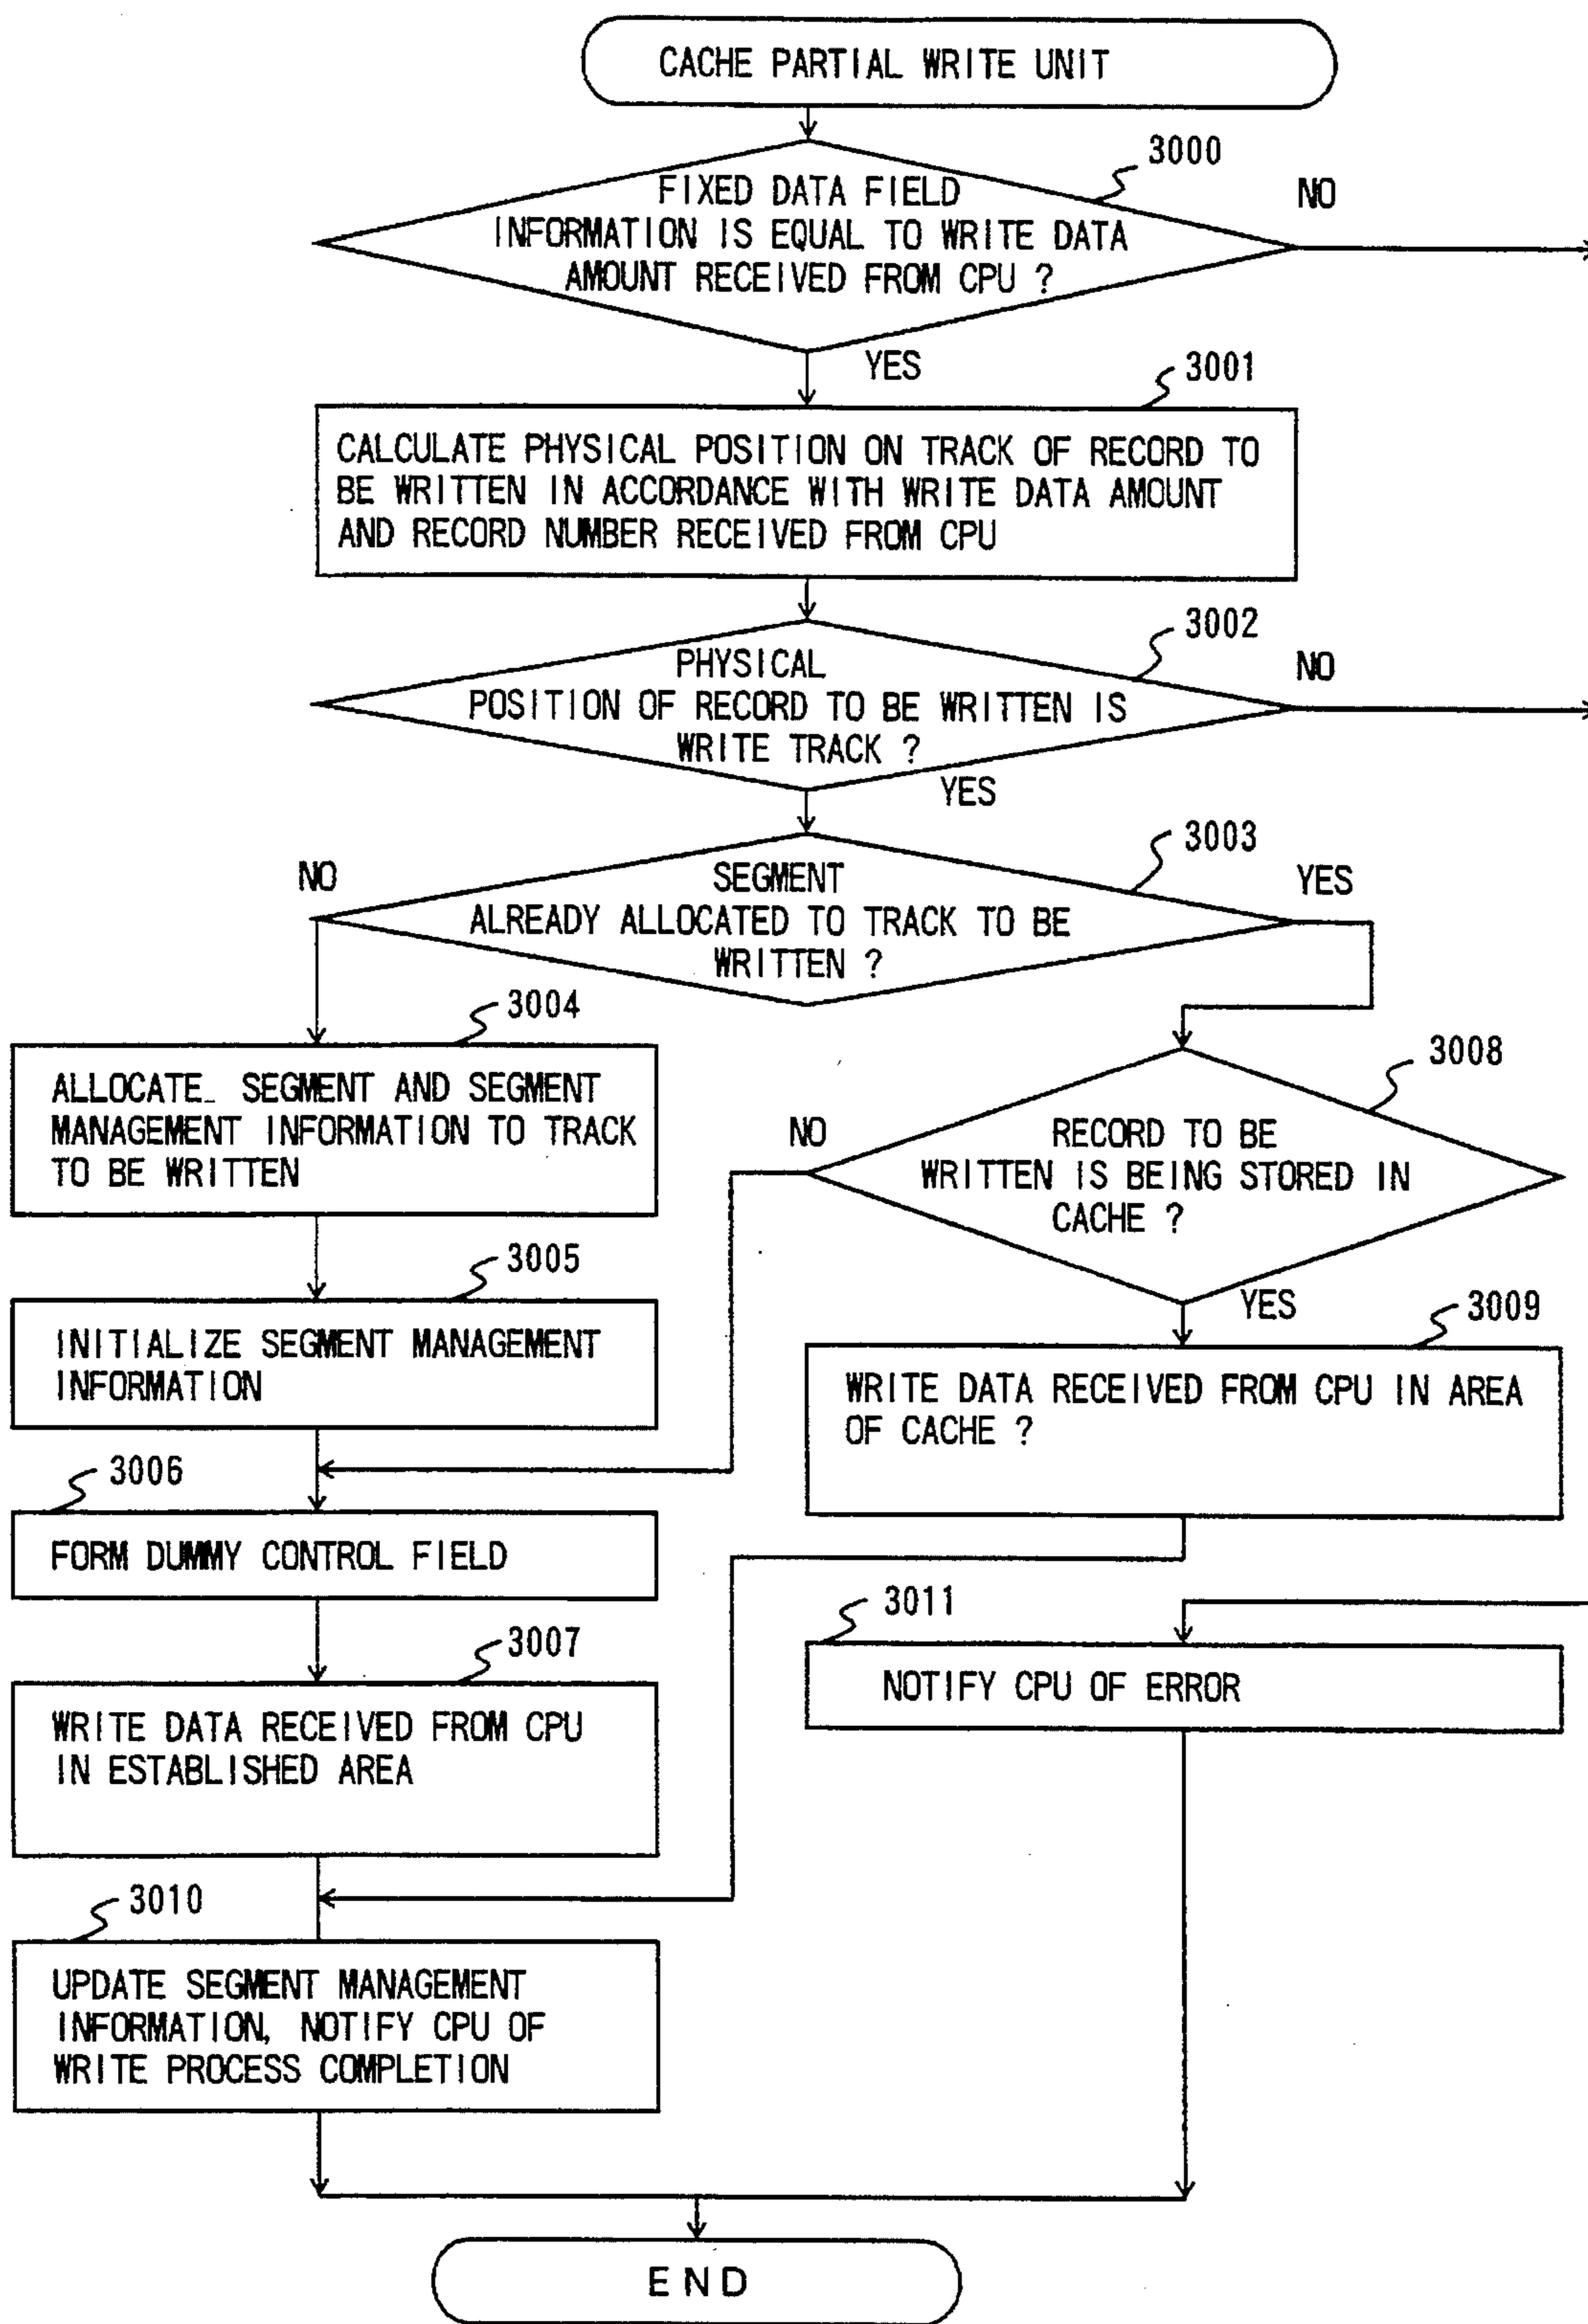 CACHE PARTIAL WRITE UNIT
3000
NO
FIXED DATA FIELD
INFORMATION IS EQUAL TO WRITE DATA
AMOUNT RECEIVED FROM CPU ?
YES
3001
CALCULATE PHYSICAL POSITION ON TRACK OF RECORD TO
BE WRITTEN IN ACCORDANCE WITH WRITE DATA AMOUNT
AND RECORD NUMBER RECEIVED FROM CPU
3002
NO
PHYSICAL
POSITION OF RECORD TO BE WRITTEN IS
WRITE TRACK ?
YES
3003
NO
YES
SEGMENT
ALREADY ALLOCATED TO TRACK TO BE
WRITTEN ?
3004
ALLOCATE SEGMENT AND SEGMENT
MANAGEMENT INFORMATION TO TRACK
TO BE WRITTEN
3008
NO
RECORD TO BE
WRITTEN IS BEING STORED IN
CACHE ?
YES
3005
INITIALIZE SEGMENT MANAGEMENT
INFORMATION
3009
WRITE DATA RECEIVED FROM CPU IN AREA
OF CACHE ?
3006
FORM DUMMY CONTROL FIELD
3011
NOTIFY CPU OF ERROR
3007
WRITE DATA RECEIVED FROM CPU
IN ESTABLISHED AREA
3010
UPDATE SEGMENT MANAGEMENT
INFORMATION, NOTIFY CPU OF
WRITE PROCESS COMPLETION
END